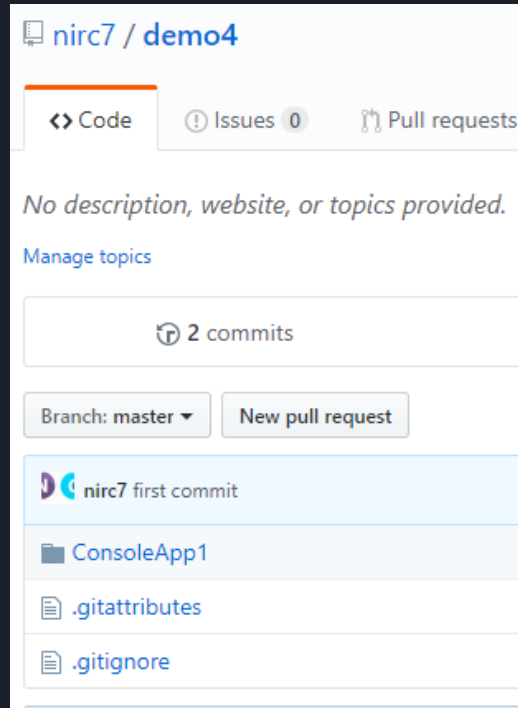 nirc7 / demo4
<> Code Issues 0 Pull requests
No description, website, or topics provided.
Manage topics
2 commits
Branch: master New pull request
nirc7 first commit
ConsoleApp1
.gitattributes
.gitignore